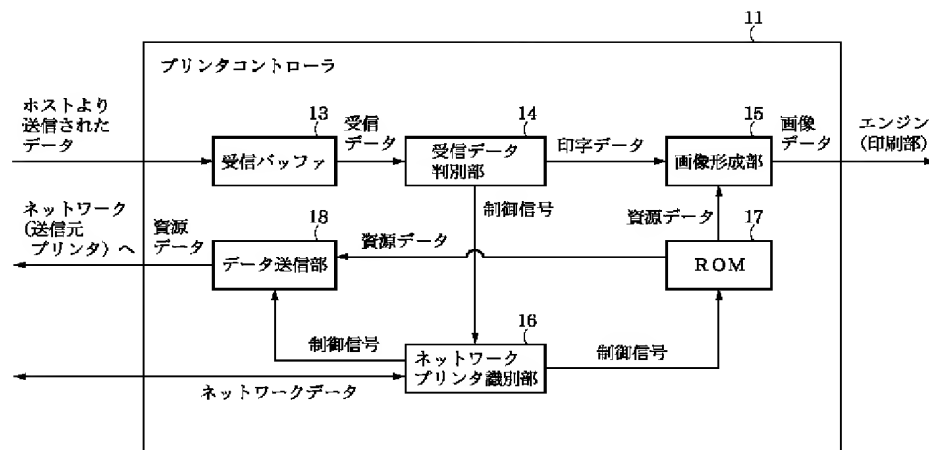 11
プリンタコントローラ
ホストより
送信された
データ
13
受信
データ
14
15
画像
データ
エンジン
(印刷部)
受信バッファ
受信データ
判別部
印字データ
画像形成部
ネットワーク
(送信元
プリンタ)へ
資源
データ
18
制御信号
資源データ
資源データ
17
データ送信部
ROM
16
制御信号
ネットワーク
プリンタ識別部
制御信号
ネットワークデータ